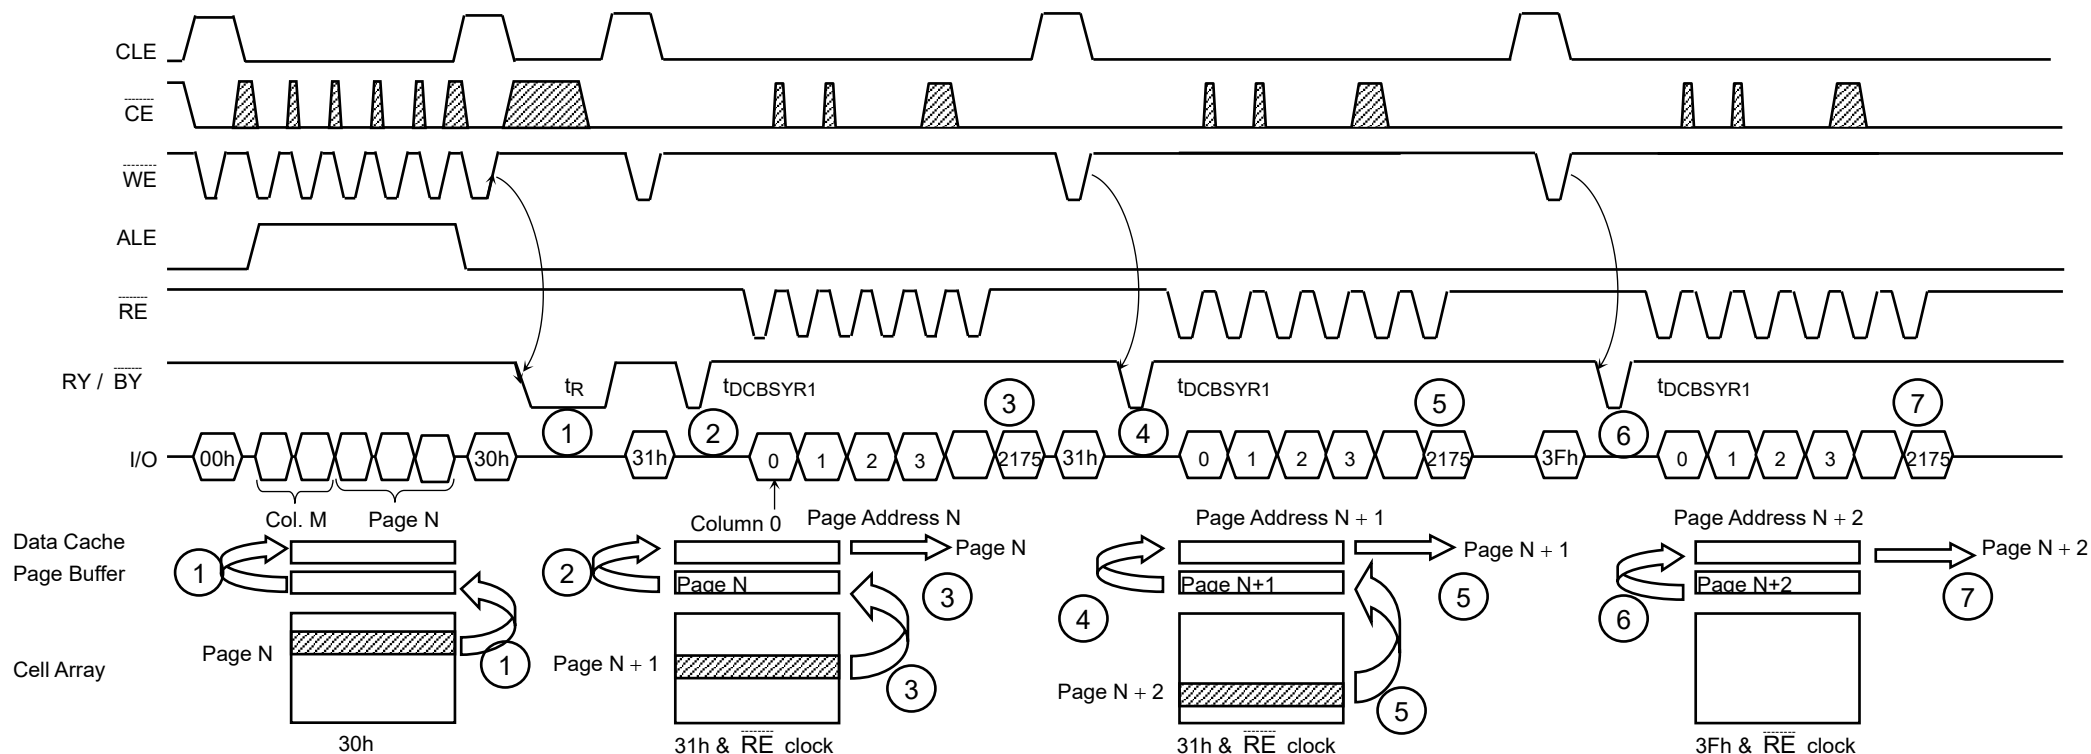 CLE
CE
WE
ALE
RE
RY / BY tR tDCBSYR1 tDCBSYR1 tDCBSYR1
3 5 7
1 2 4 6
I/O 00h 30h 31h 0 1 2 3 2175 31h 0 1 2 3 2175 3Fh 0 1 2 3 2175
Col. M Page N Column 0 Page Address N Page Address N + 1 Page Address N + 2
Data Cache Page N Page N + 1 Page N + 2
Page Buffer 1 2 Page N 3 Page N+1 5 Page N+2 7
4 6
Page N 1 Page N + 1 3 Page N + 2 5
Cell Array
30h 31h & RE clock 31h & RE clock 3Fh & RE clock